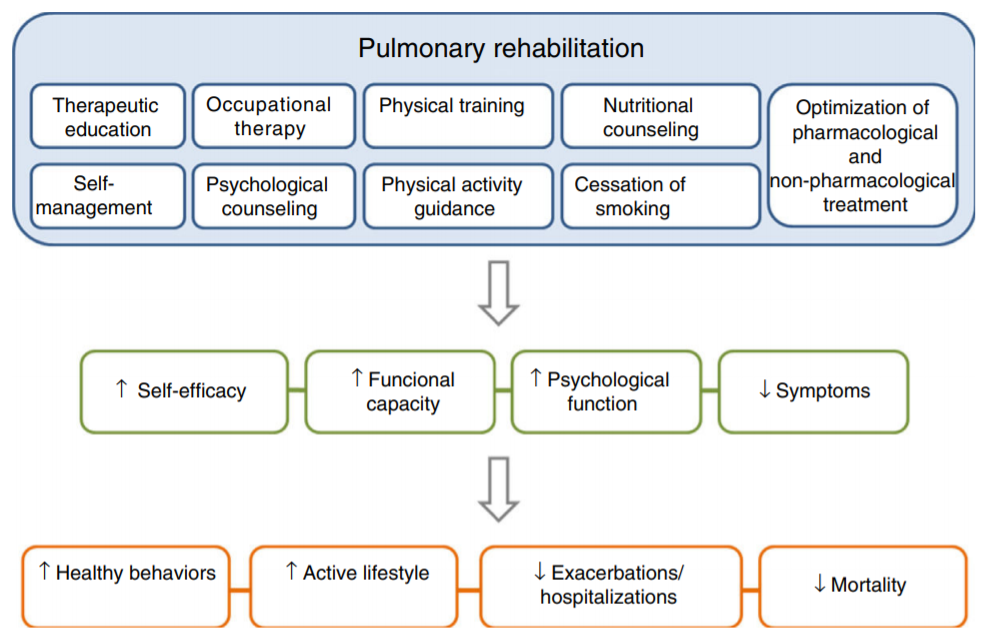 Pulmonary rehabilitation
Therapeutic
education
Occupational
therapy
Physical training
Nutritional
counseling
Optimization of
pharmacological
and
non-pharmacological
treatment
Self-
management
Psychological
counseling
Physical activity
guidance
Cessation of
smoking
↑ Self-efficacy
↑ Funcional
capacity
↑ Psychological
function
↓ Symptoms
↑ Healthy behaviors
↑ Active lifestyle
↓ Exacerbations/
hospitalizations
↓ Mortality